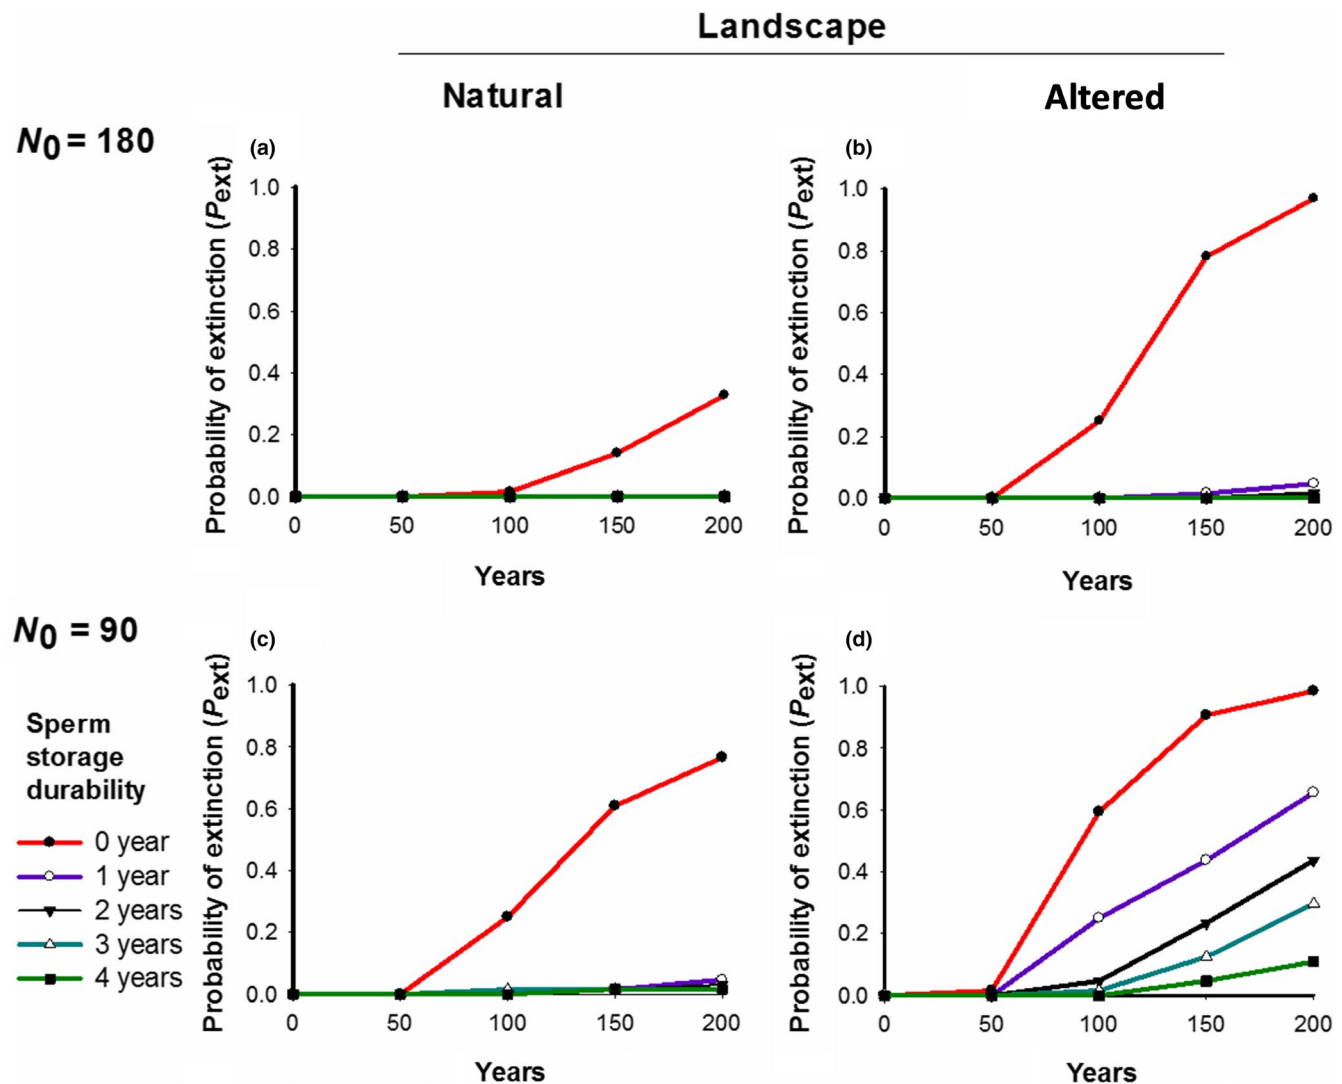 Landscape
Natural
Altered
N0 = 180
(a)
Probability of extinction (Pext)
1.0
0.8
0.6
0.4
0.2
0.0
0 50 100 150 200
Years
(b)
Probability of extinction (Pext)
1.0
0.8
0.6
0.4
0.2
0.0
0 50 100 150 200
Years
N0 = 90
(c)
Probability of extinction (Pext)
1.0
0.8
0.6
0.4
0.2
0.0
0 50 100 150 200
Years
(d)
Probability of extinction (Pext)
1.0
0.8
0.6
0.4
0.2
0.0
0 50 100 150 200
Years
Sperm
storage
durability
0 year
1 year
2 years
3 years
4 years